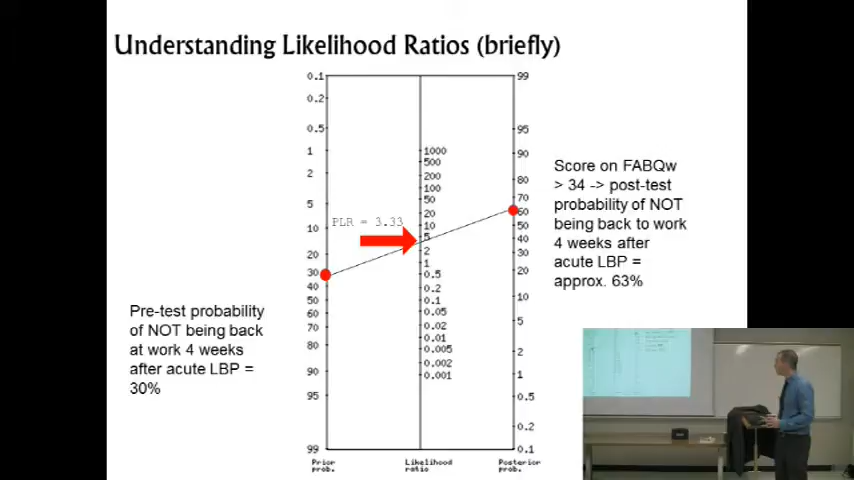 Understanding Likelihood Ratios (briefly)
0.1
0.2
0.5
1
2
5
10
20
30
40
50
60
70
80
90
95
99
Prior
prob.
PLR = 3.33
1000
500
200
100
50
20
10
5
2
1
0.5
0.2
0.1
0.05
0.02
0.01
0.005
0.002
0.001
Likelihood
ratio
99
95
90
80
70
60
50
40
30
20
10
5
2
1
0.5
0.2
0.1
Posterior
prob.
Score on FABQw
> 34 -> post-test
probability of NOT
being back to work
4 weeks after
acute LBP =
approx. 63%
Pre-test probability
of NOT being back
at work 4 weeks
after acute LBP =
30%